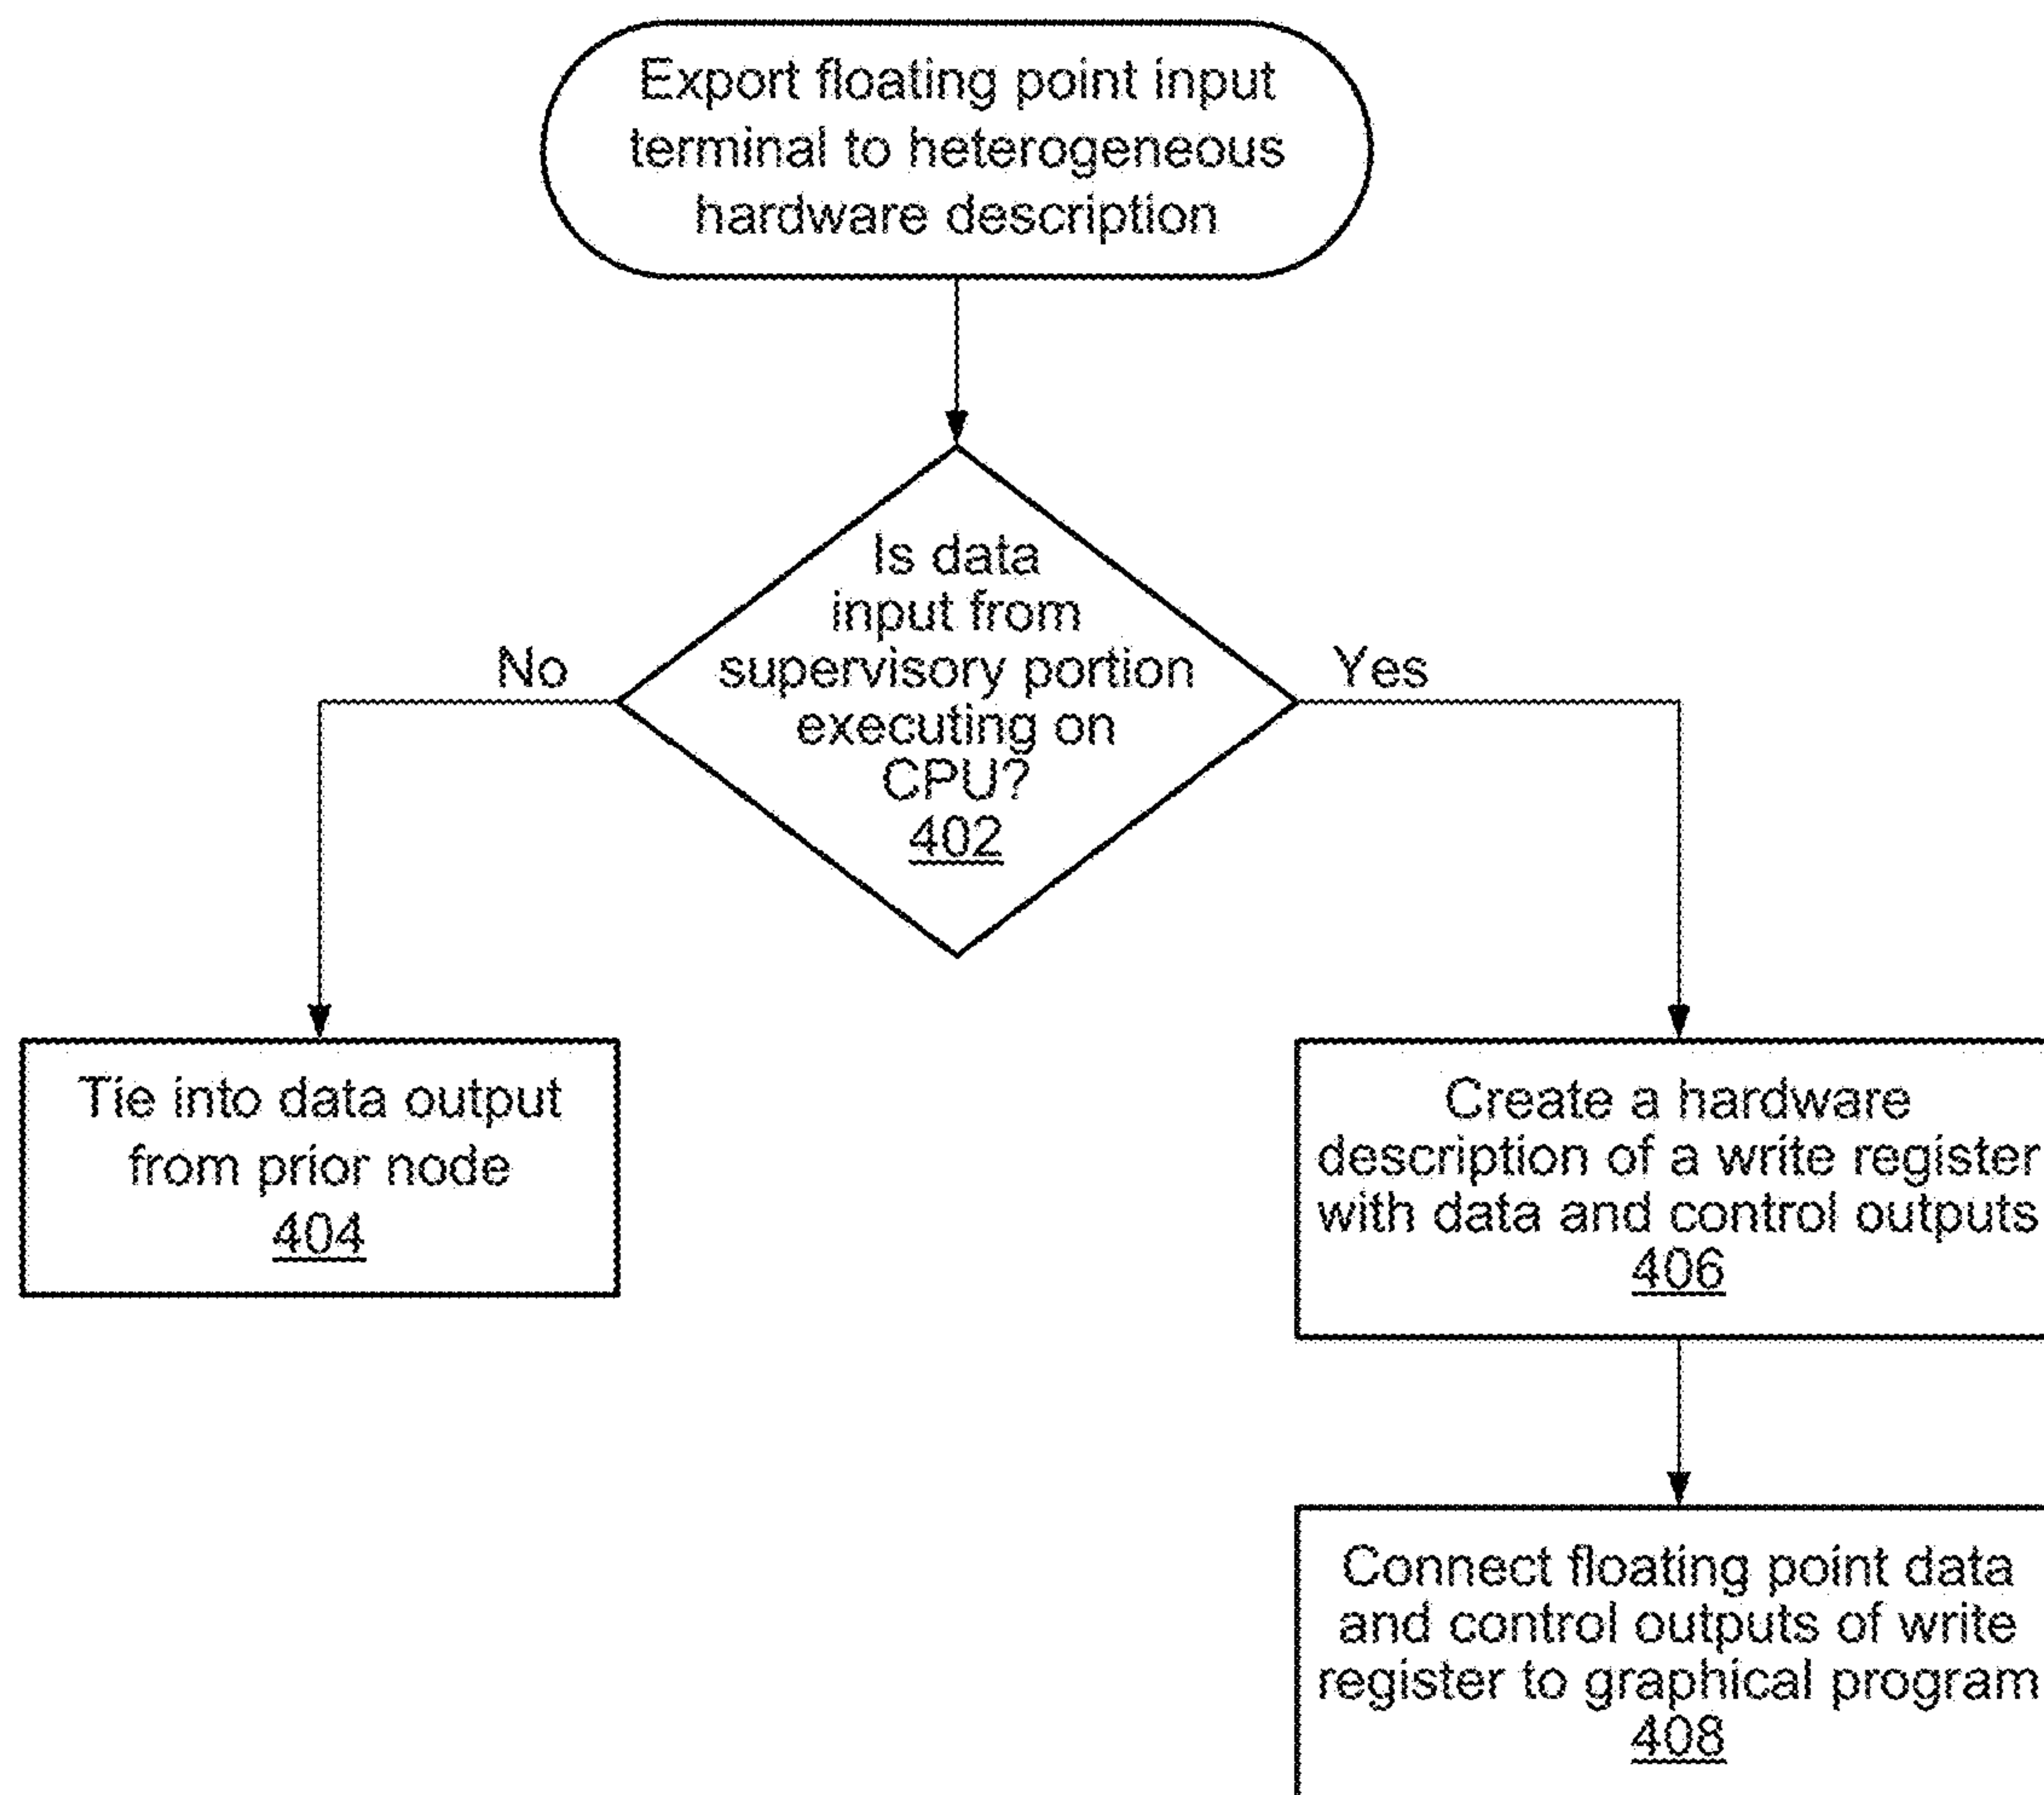 Export floating point input
terminal to heterogeneous
hardware description
Is data
input from
supervisory portion
executing on
CPU?
402
No
Yes
Tie into data output
from prior node
404
Create a hardware
description of a write register
with data and control outputs
406
Connect floating point data
and control outputs of write
register to graphical program
408